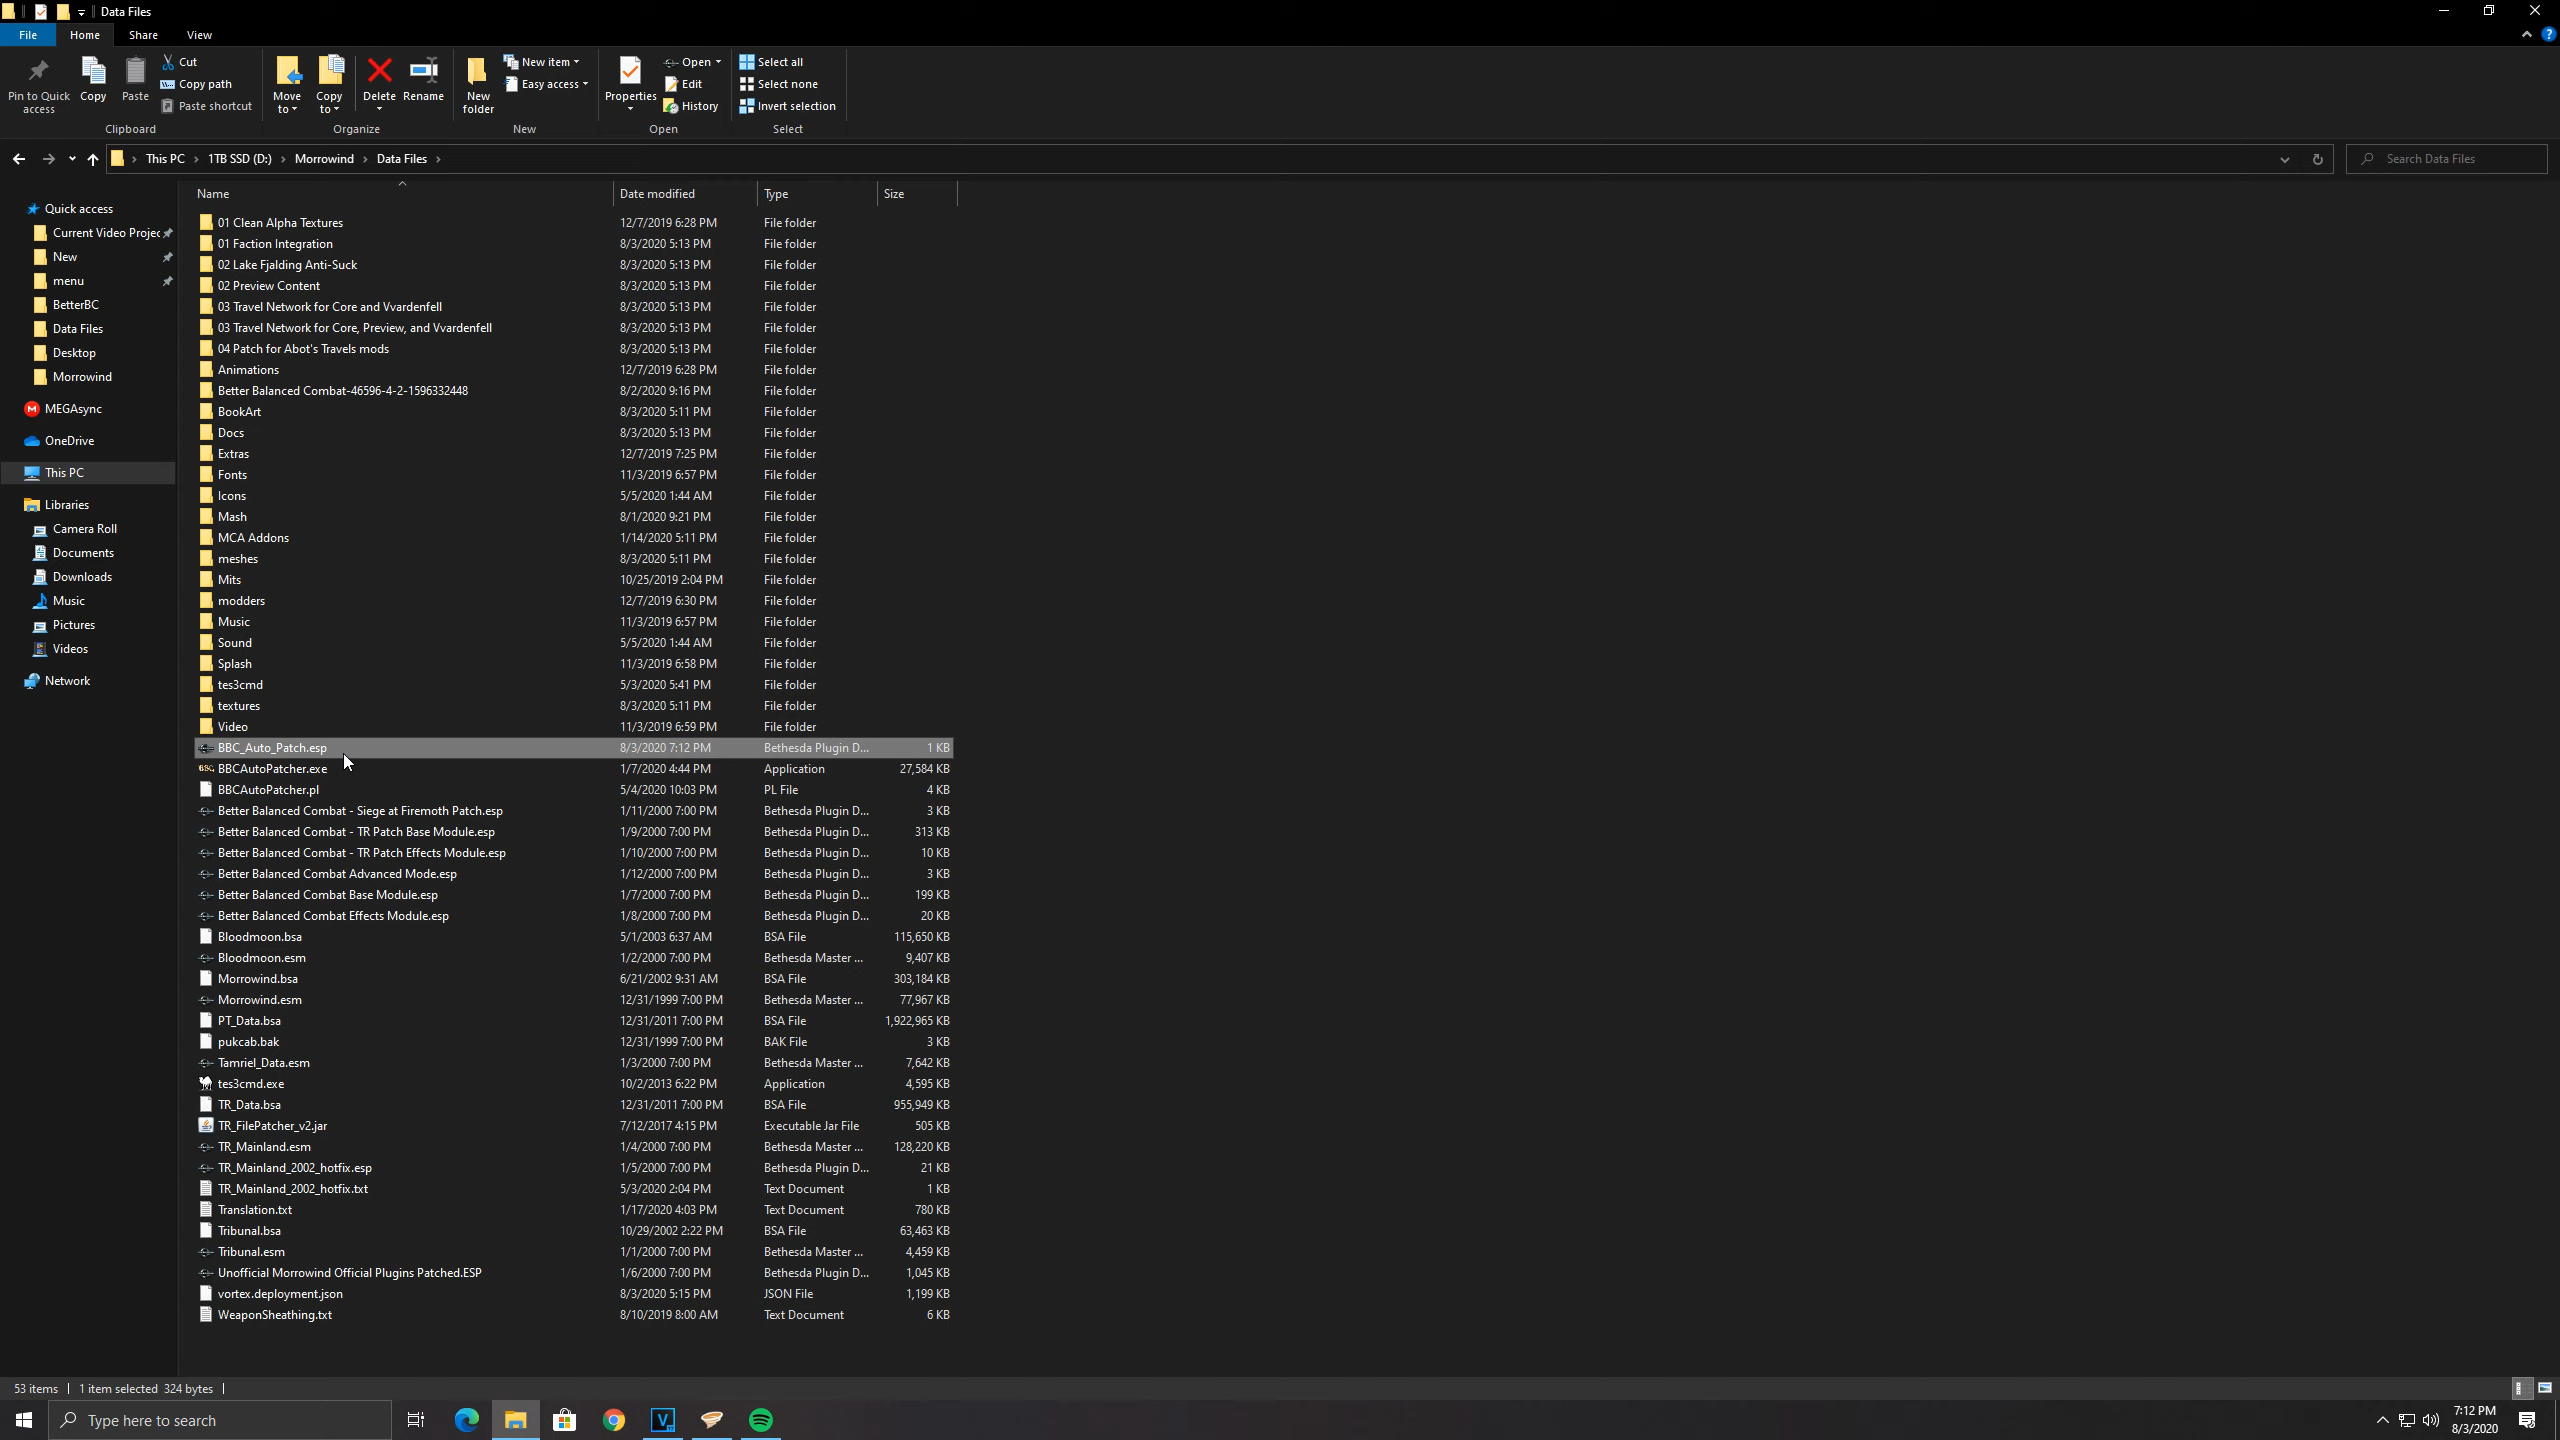 Data Files
File Home Share View
Pin to Quick access
Copy
Paste
Cut
Copy path
Paste shortcut
Clipboard
Move to
Copy to
Delete
Rename
Organize
New folder
New item
Easy access
New
Properties
Open
Edit
History
Open
Select all
Select none
Invert selection
Select
This PC › 1TB SSD (D:) › Morrowind › Data Files ›
Search Data Files
Quick access
Current Video Projec
New
menu
BetterBC
Data Files
Desktop
Morrowind
MEGAsync
OneDrive
This PC
Libraries
Camera Roll
Documents
Downloads
Music
Pictures
Videos
Network
Name Date modified Type Size
01 Clean Alpha Textures 12/7/2019 6:28 PM File folder
01 Faction Integration 8/3/2020 5:13 PM File folder
02 Lake Fjalding Anti-Suck 8/3/2020 5:13 PM File folder
02 Preview Content 8/3/2020 5:13 PM File folder
03 Travel Network for Core and Vvardenfell 8/3/2020 5:13 PM File folder
03 Travel Network for Core, Preview, and Vvardenfell 8/3/2020 5:13 PM File folder
04 Patch for Abot's Travels mods 8/3/2020 5:13 PM File folder
Animations 12/7/2019 6:28 PM File folder
Better Balanced Combat-46596-4-2-1596332448 8/2/2020 9:16 PM File folder
BookArt 8/3/2020 5:11 PM File folder
Docs 8/3/2020 5:13 PM File folder
Extras 12/7/2019 7:25 PM File folder
Fonts 11/3/2019 6:57 PM File folder
Icons 5/5/2020 1:44 AM File folder
Mash 8/1/2020 9:21 PM File folder
MCA Addons 1/14/2020 5:11 PM File folder
meshes 8/3/2020 5:11 PM File folder
Mits 10/25/2019 2:04 PM File folder
modders 12/7/2019 6:30 PM File folder
Music 11/3/2019 6:57 PM File folder
Sound 5/5/2020 1:44 AM File folder
Splash 11/3/2019 6:58 PM File folder
tes3cmd 5/3/2020 5:41 PM File folder
textures 8/3/2020 5:11 PM File folder
Video 11/3/2019 6:59 PM File folder
BBC_Auto_Patch.esp 8/3/2020 7:12 PM Bethesda Plugin D... 1 KB
BBCAutoPatcher.exe 1/7/2020 4:44 PM Application 27,584 KB
BBCAutoPatcher.pl 5/4/2020 10:03 PM PL File 4 KB
Better Balanced Combat - Siege at Firemoth Patch.esp 1/11/2000 7:00 PM Bethesda Plugin D... 3 KB
Better Balanced Combat - TR Patch Base Module.esp 1/9/2000 7:00 PM Bethesda Plugin D... 313 KB
Better Balanced Combat - TR Patch Effects Module.esp 1/10/2000 7:00 PM Bethesda Plugin D... 10 KB
Better Balanced Combat Advanced Mode.esp 1/12/2000 7:00 PM Bethesda Plugin D... 3 KB
Better Balanced Combat Base Module.esp 1/7/2000 7:00 PM Bethesda Plugin D... 199 KB
Better Balanced Combat Effects Module.esp 1/8/2000 7:00 PM Bethesda Plugin D... 20 KB
Bloodmoon.bsa 5/1/2003 6:37 AM BSA File 115,650 KB
Bloodmoon.esm 1/2/2000 7:00 PM Bethesda Master ... 9,407 KB
Morrowind.bsa 6/21/2002 9:31 AM BSA File 303,184 KB
Morrowind.esm 12/31/1999 7:00 PM Bethesda Master ... 77,967 KB
PT_Data.bsa 12/31/2011 7:00 PM BSA File 1,922,965 KB
pukcab.bak 12/31/1999 7:00 PM BAK File 3 KB
Tamriel_Data.esm 1/3/2000 7:00 PM Bethesda Master ... 7,642 KB
tes3cmd.exe 10/2/2013 6:22 PM Application 4,595 KB
TR_Data.bsa 12/31/2011 7:00 PM BSA File 955,949 KB
TR_FilePatcher_v2.jar 7/12/2017 4:15 PM Executable Jar File 505 KB
TR_Mainland.esm 1/4/2000 7:00 PM Bethesda Master ... 128,220 KB
TR_Mainland_2002_hotfix.esp 1/5/2000 7:00 PM Bethesda Plugin D... 21 KB
TR_Mainland_2002_hotfix.txt 5/3/2020 2:04 PM Text Document 1 KB
Translation.txt 1/17/2020 4:03 PM Text Document 780 KB
Tribunal.bsa 10/29/2002 2:22 PM BSA File 63,463 KB
Tribunal.esm 1/1/2000 7:00 PM Bethesda Master ... 4,459 KB
Unofficial Morrowind Official Plugins Patched.ESP 1/6/2000 7:00 PM Bethesda Plugin D... 1,045 KB
vortex.deployment.json 8/3/2020 5:15 PM JSON File 1,199 KB
WeaponSheathing.txt 8/10/2019 8:00 AM Text Document 6 KB
53 items 1 item selected 324 bytes
Type here to search
7:12 PM
8/3/2020